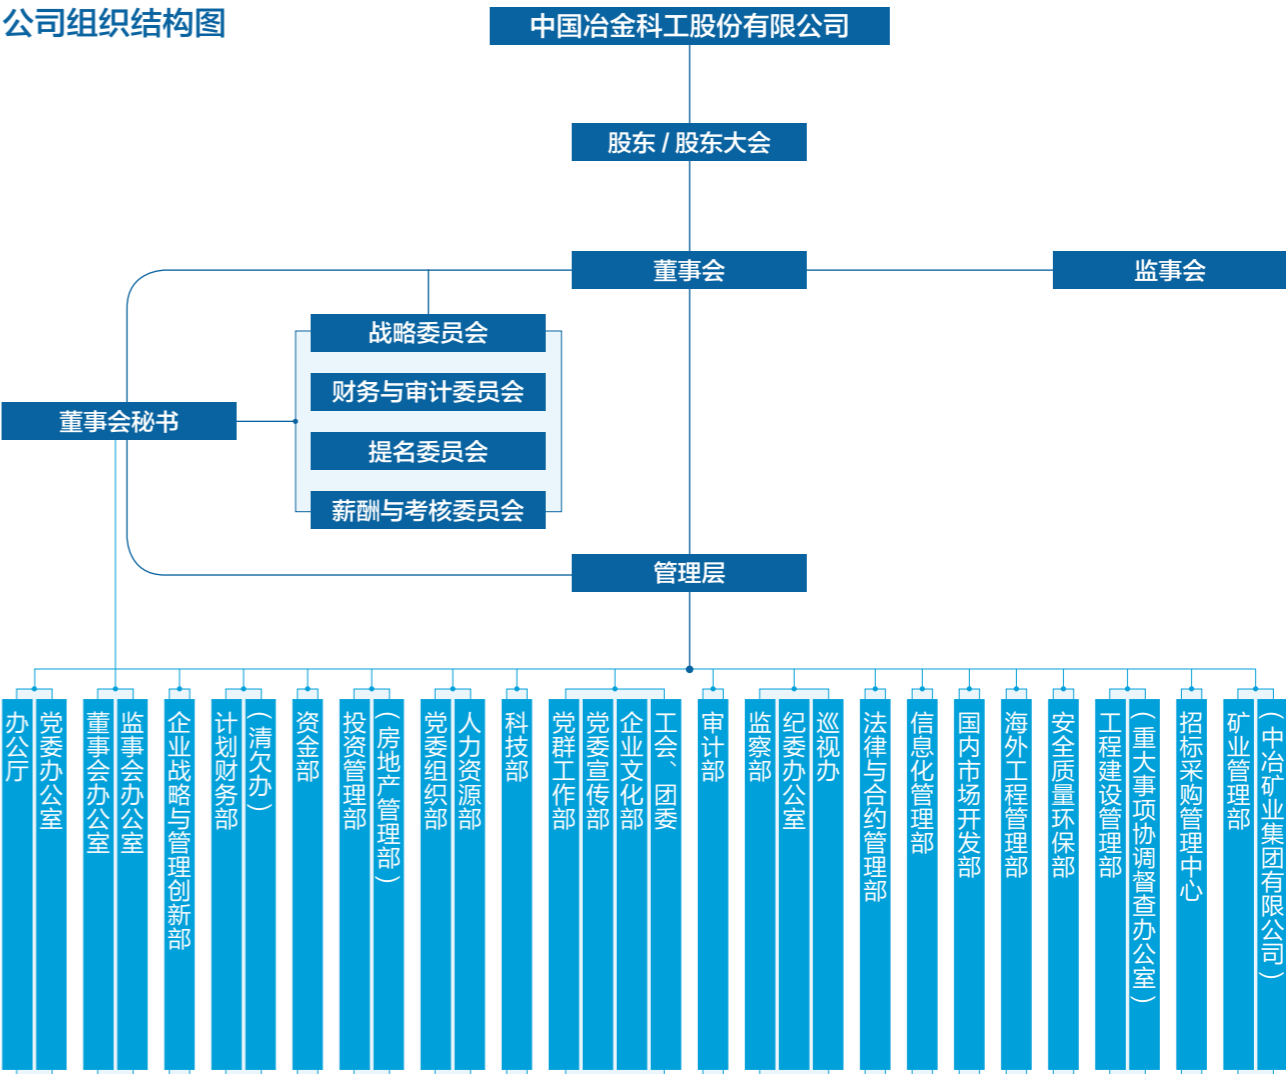 公司组织结构图
中国冶金科工股份有限公司
股东 / 股东大会
董事会
监事会
战略委员会
财务与审计委员会
董事会秘书
提名委员会
薪酬与考核委员会
管理层
办公厅
党委办公室
董事会办公室
监事会办公室
企业战略与管理创新部
计划财务部
（清欠办）
资金部
投资管理部
（房地产管理部）
党委组织部
人力资源部
科技部
党群工作部
党委宣传部
企业文化部
工会、团委
审计部
监察部
纪委办公室
巡视办
法律与合约管理部
信息化管理部
国内市场开发部
海外工程管理部
安全质量环保部
工程建设管理部
（重大事项协调督查办公室）
招标采购管理中心
矿业管理部
（中冶矿业集团有限公司）